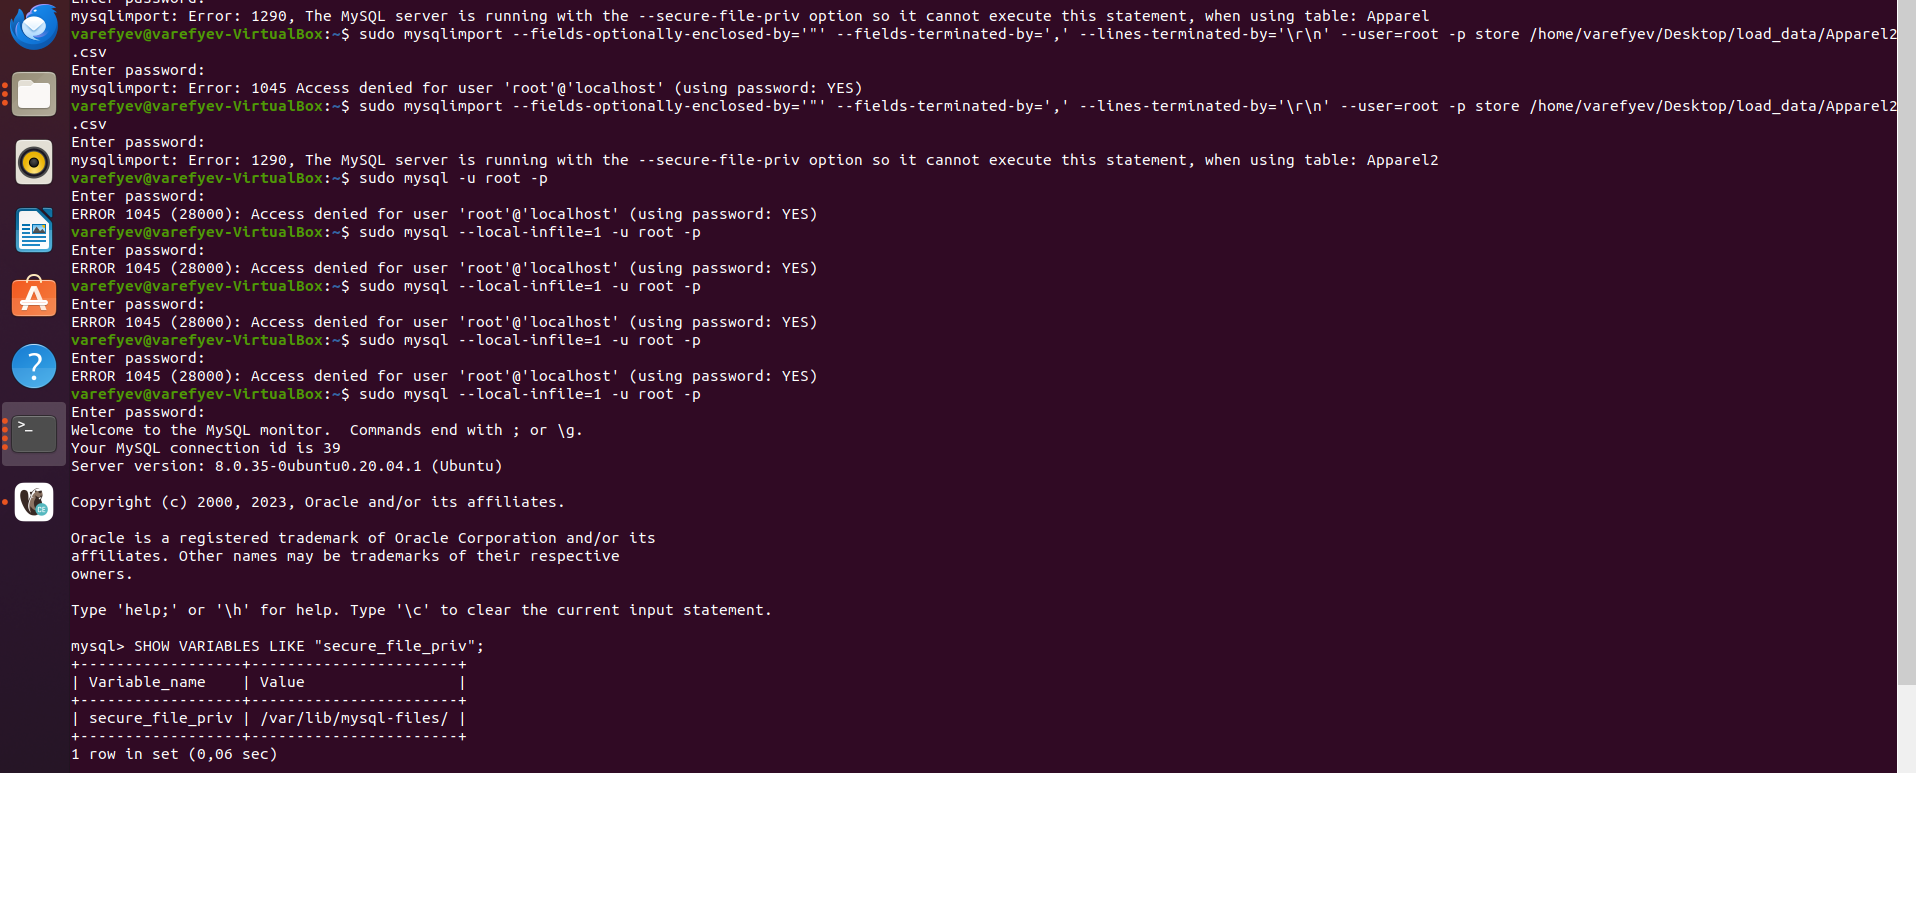 Enter password:
mysqlimport: Error: 1290, The MySQL server is running with the --secure-file-priv option so it cannot execute this statement, when using table: Apparel
varefyev@varefyev-VirtualBox:~$ sudo mysqlimport --fields-optionally-enclosed-by='"' --fields-terminated-by=',' --lines-terminated-by='\r\n' --user=root -p store /home/varefyev/Desktop/load_data/Apparel2
.csv
Enter password:
mysqlimport: Error: 1045 Access denied for user 'root'@'localhost' (using password: YES)
varefyev@varefyev-VirtualBox:~$ sudo mysqlimport --fields-optionally-enclosed-by='"' --fields-terminated-by=',' --lines-terminated-by='\r\n' --user=root -p store /home/varefyev/Desktop/load_data/Apparel2
.csv
Enter password:
mysqlimport: Error: 1290, The MySQL server is running with the --secure-file-priv option so it cannot execute this statement, when using table: Apparel2
varefyev@varefyev-VirtualBox:~$ sudo mysql -u root -p
Enter password:
ERROR 1045 (28000): Access denied for user 'root'@'localhost' (using password: YES)
varefyev@varefyev-VirtualBox:~$ sudo mysql --local-infile=1 -u root -p
Enter password:
ERROR 1045 (28000): Access denied for user 'root'@'localhost' (using password: YES)
varefyev@varefyev-VirtualBox:~$ sudo mysql --local-infile=1 -u root -p
Enter password:
ERROR 1045 (28000): Access denied for user 'root'@'localhost' (using password: YES)
varefyev@varefyev-VirtualBox:~$ sudo mysql --local-infile=1 -u root -p
Enter password:
ERROR 1045 (28000): Access denied for user 'root'@'localhost' (using password: YES)
varefyev@varefyev-VirtualBox:~$ sudo mysql --local-infile=1 -u root -p
Enter password:
Welcome to the MySQL monitor.  Commands end with ; or \g.
Your MySQL connection id is 39
Server version: 8.0.35-0ubuntu0.20.04.1 (Ubuntu)

Copyright (c) 2000, 2023, Oracle and/or its affiliates.

Oracle is a registered trademark of Oracle Corporation and/or its
affiliates. Other names may be trademarks of their respective
owners.

Type 'help;' or '\h' for help. Type '\c' to clear the current input statement.

mysql> SHOW VARIABLES LIKE "secure_file_priv";
+------------------+-----------------------+
| Variable_name    | Value                 |
+------------------+-----------------------+
| secure_file_priv | /var/lib/mysql-files/ |
+------------------+-----------------------+
1 row in set (0,06 sec)